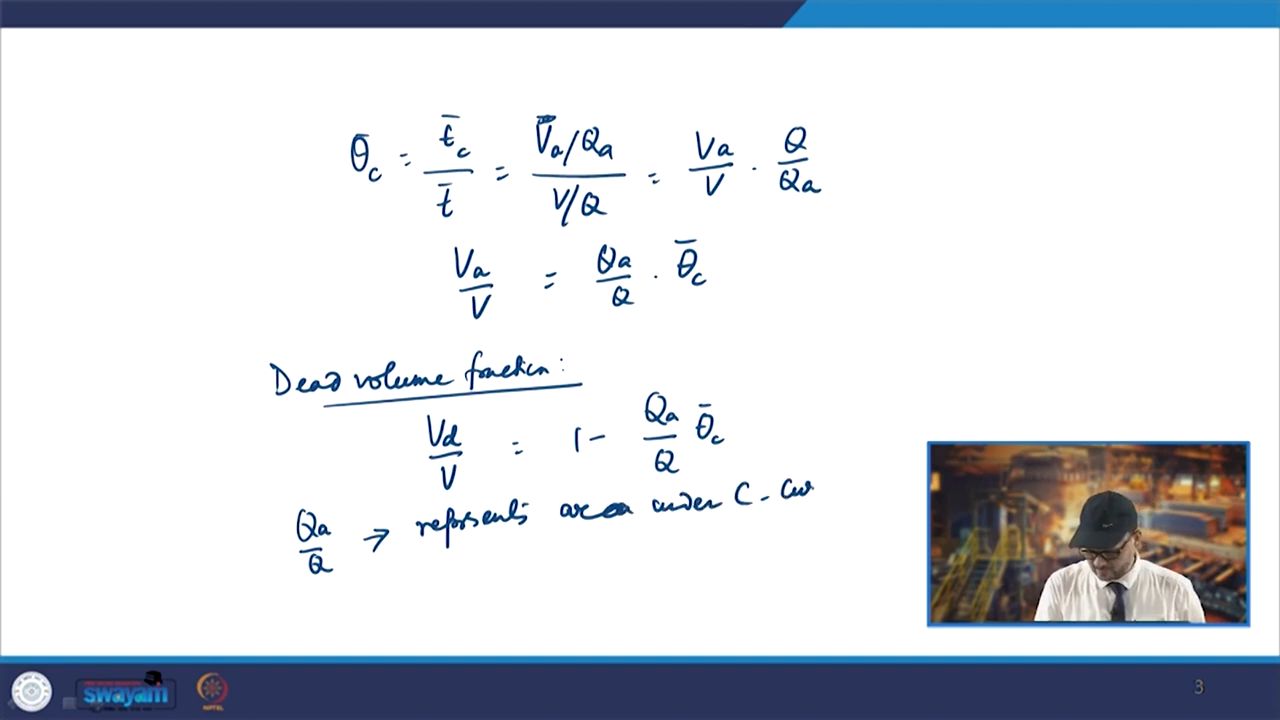 θ̄c = t̄c / t̄ = V̄a/Qa / V/Q = Va/V . Q/Qa
Va/V = Qa/Q . θ̄c
Dead volume fraction:
Vd/V = 1 - Qa/Q θ̄c
Qa/Q → represents area under C - Cur
3
swayam